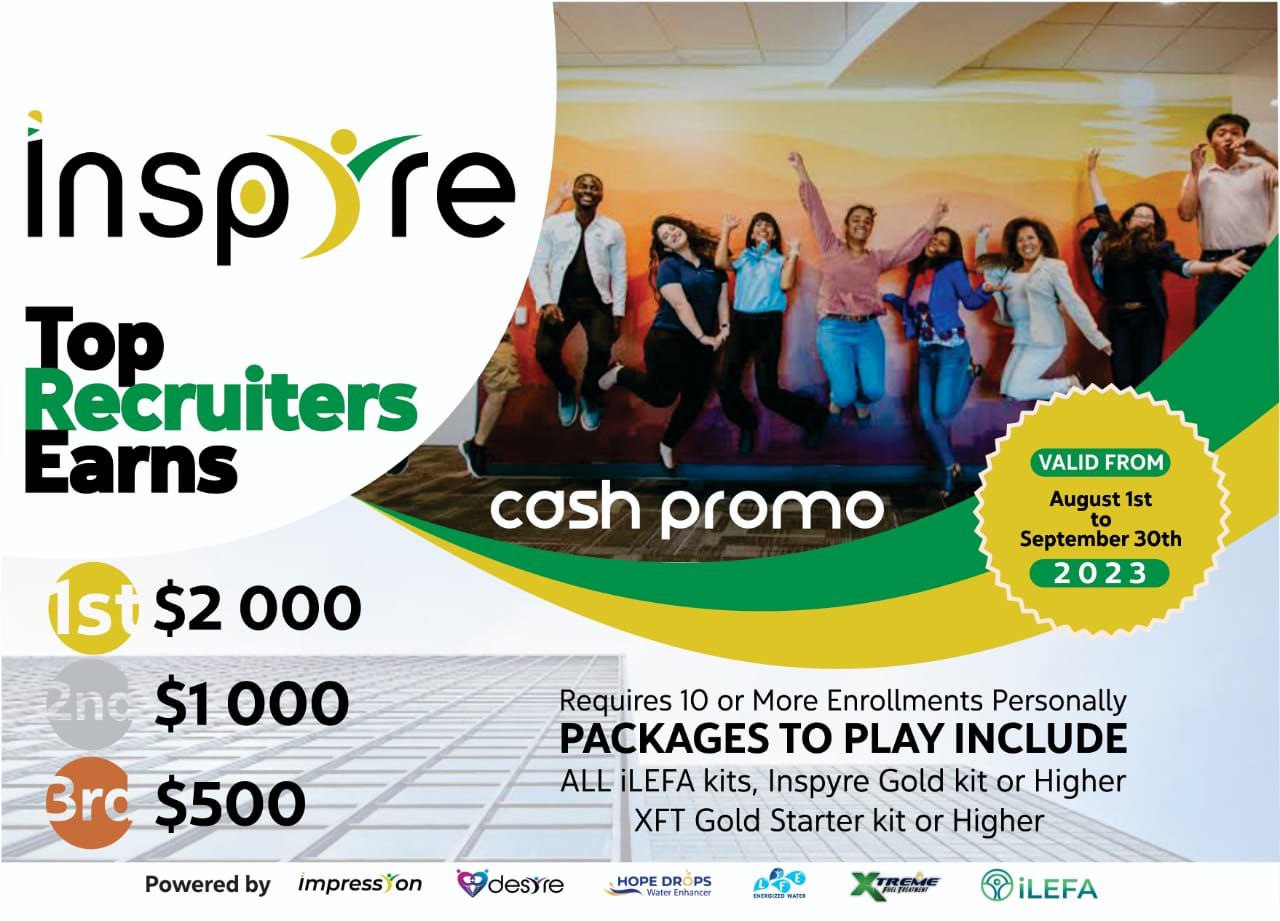 inspyre
Top
Recruiters
Earns
cash promo
VALID FROM
August 1st
to
September 30th
2023
1st $2 000
2nd $1 000
3rd $500
Requires 10 or More Enrollments Personally
PACKAGES TO PLAY INCLUDE
ALL iLEFA kits, Inspyre Gold kit or Higher
XFT Gold Starter kit or Higher
Powered by impressyon desyre HOPE DROPS Water Enhancer LIFE ENERGIZED WATER XTREME FUEL TREATMENT iLEFA